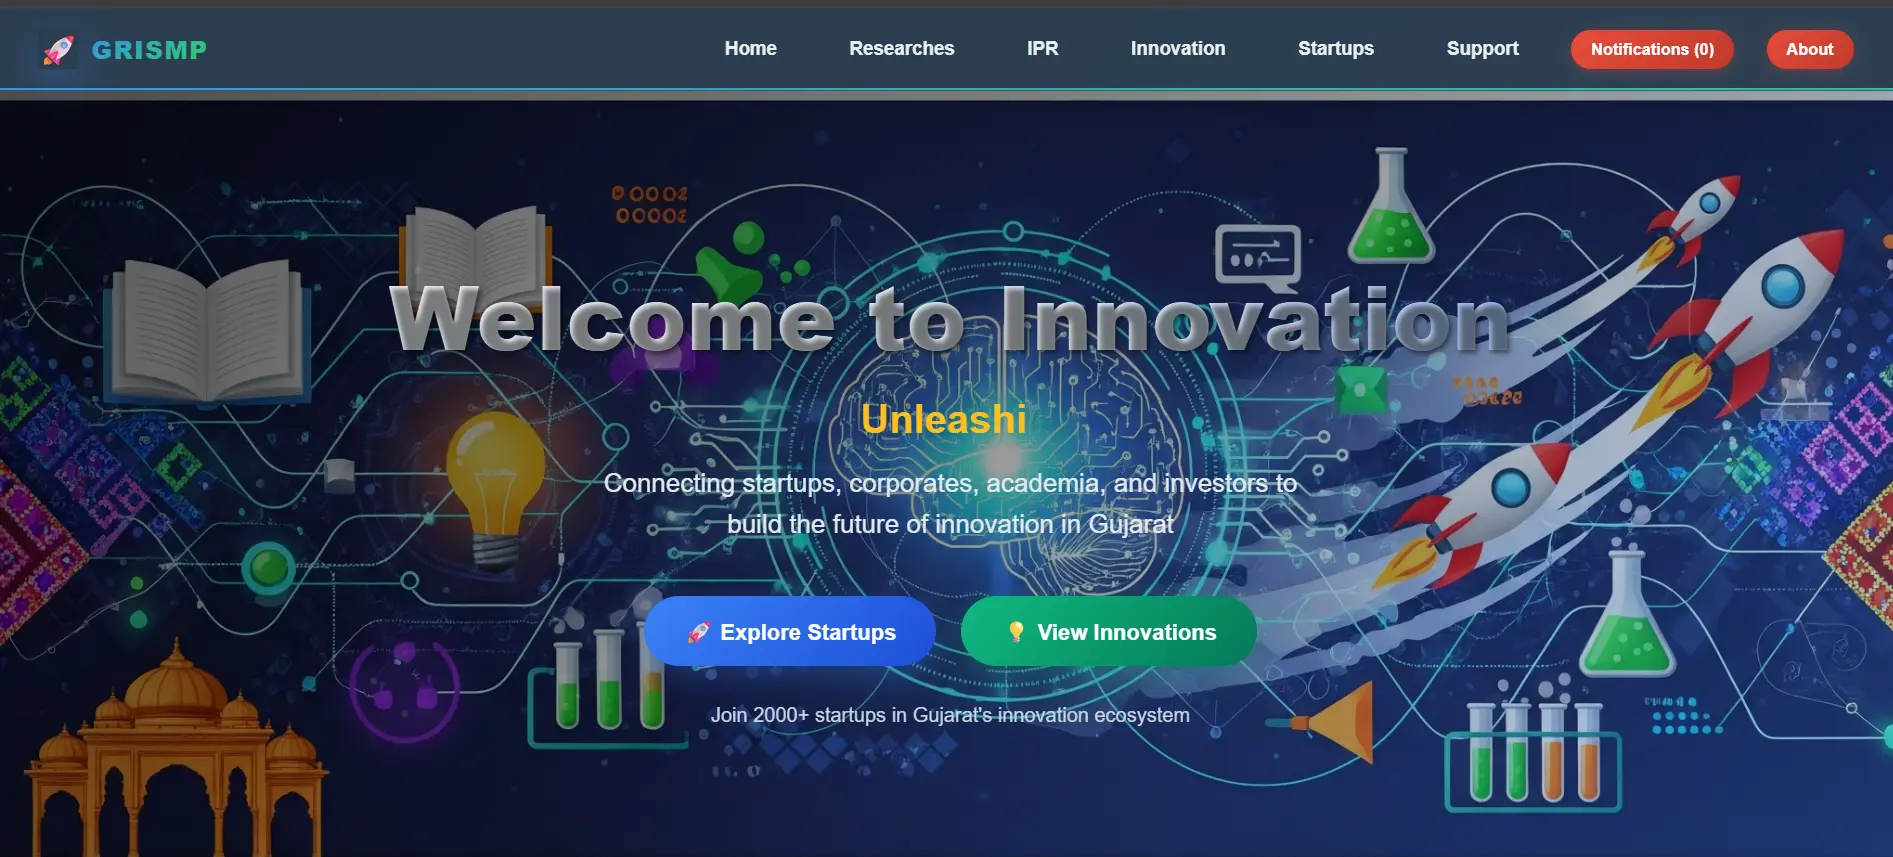 🚀 GRISMP
Home Researches IPR Innovation Startups Support Notifications (0) About
Welcome to Innovation
Unleashi
Connecting startups, corporates, academia, and investors to
build the future of innovation in Gujarat
🚀 Explore Startups 💡 View Innovations
Join 2000+ startups in Gujarat's innovation ecosystem